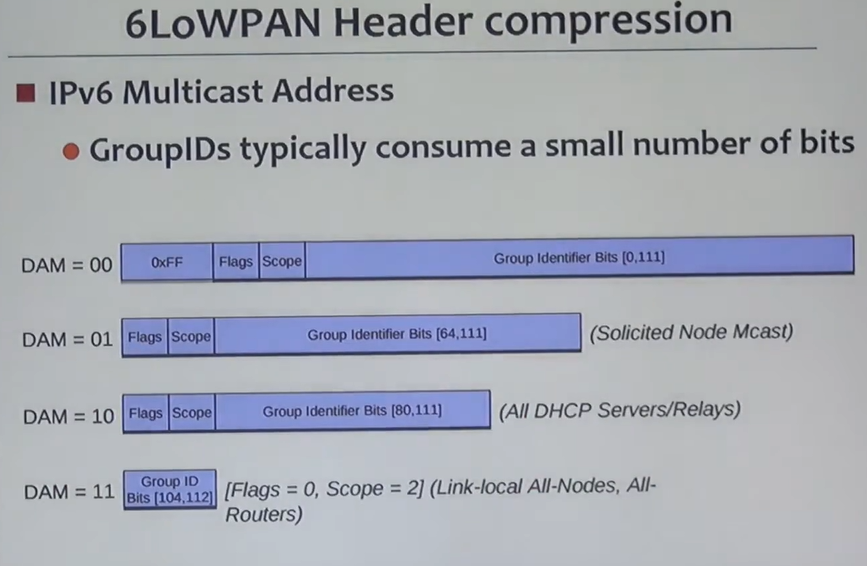 6LoWPAN Header compression
IPv6 Multicast Address
GroupIDs typically consume a small number of bits
DAM = 00 0xFF Flags Scope Group Identifier Bits [0,111]
DAM = 01 Flags Scope Group Identifier Bits [64,111] (Solicited Node Mcast)
DAM = 10 Flags Scope Group Identifier Bits [80,111] (All DHCP Servers/Relays)
DAM = 11 Group ID
Bits [104,112] [Flags = 0, Scope = 2] (Link-local All-Nodes, All-
Routers)